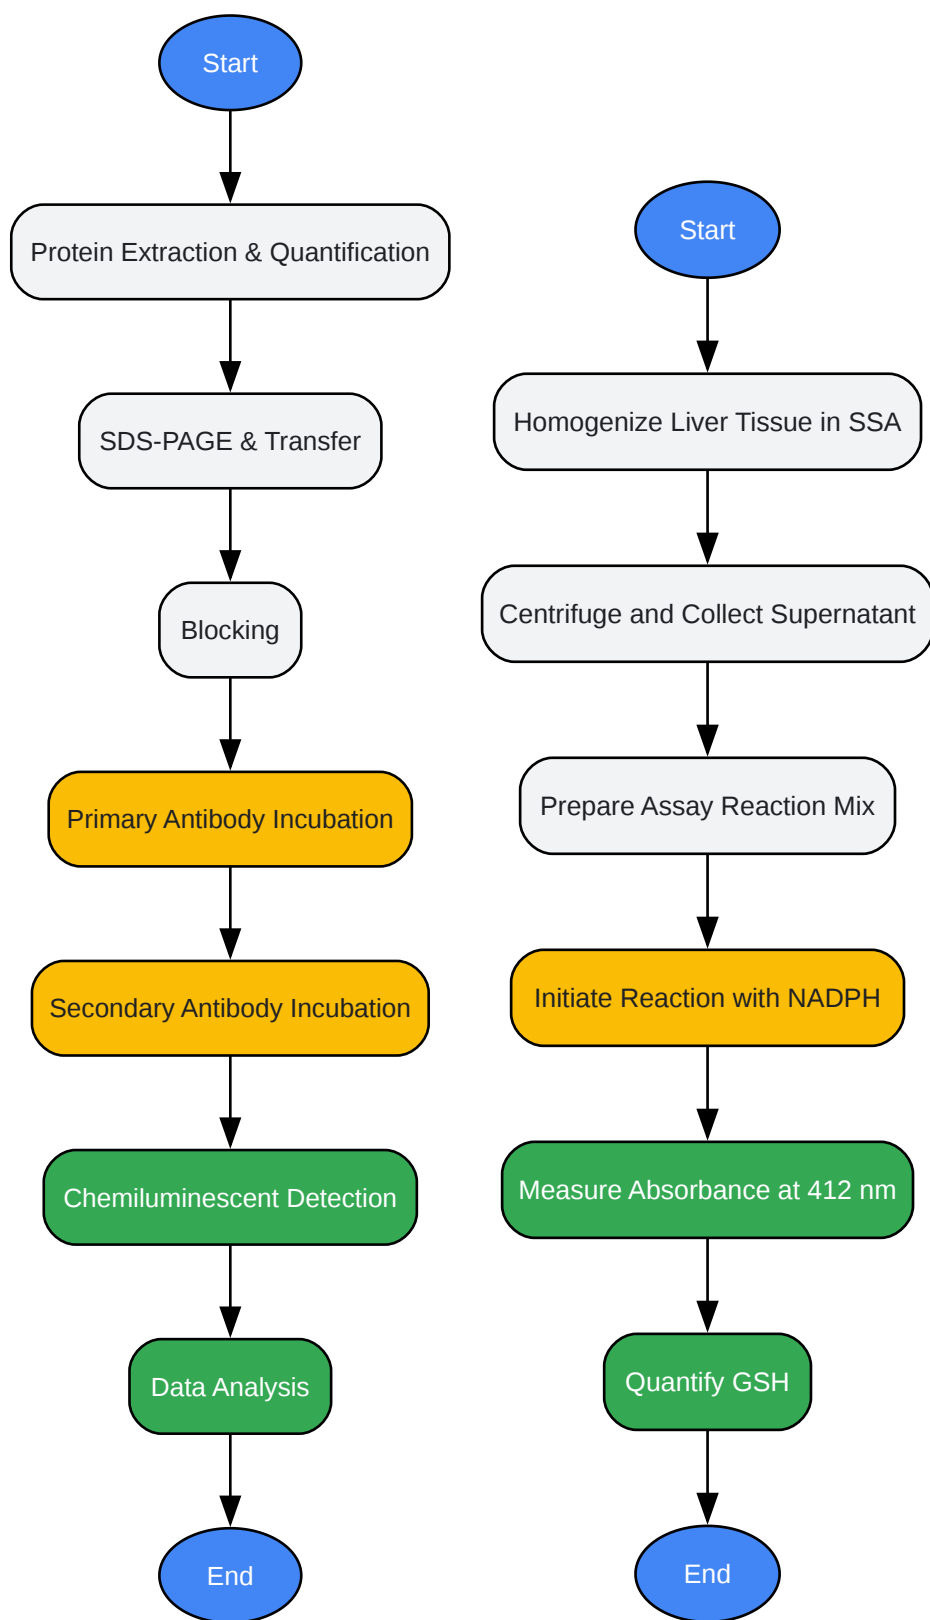 Start
Protein Extraction & Quantification
SDS-PAGE & Transfer
Blocking
Primary Antibody Incubation
Secondary Antibody Incubation
Chemiluminescent Detection
Data Analysis
End
Start
Homogenize Liver Tissue in SSA
Centrifuge and Collect Supernatant
Prepare Assay Reaction Mix
Initiate Reaction with NADPH
Measure Absorbance at 412 nm
Quantify GSH
End